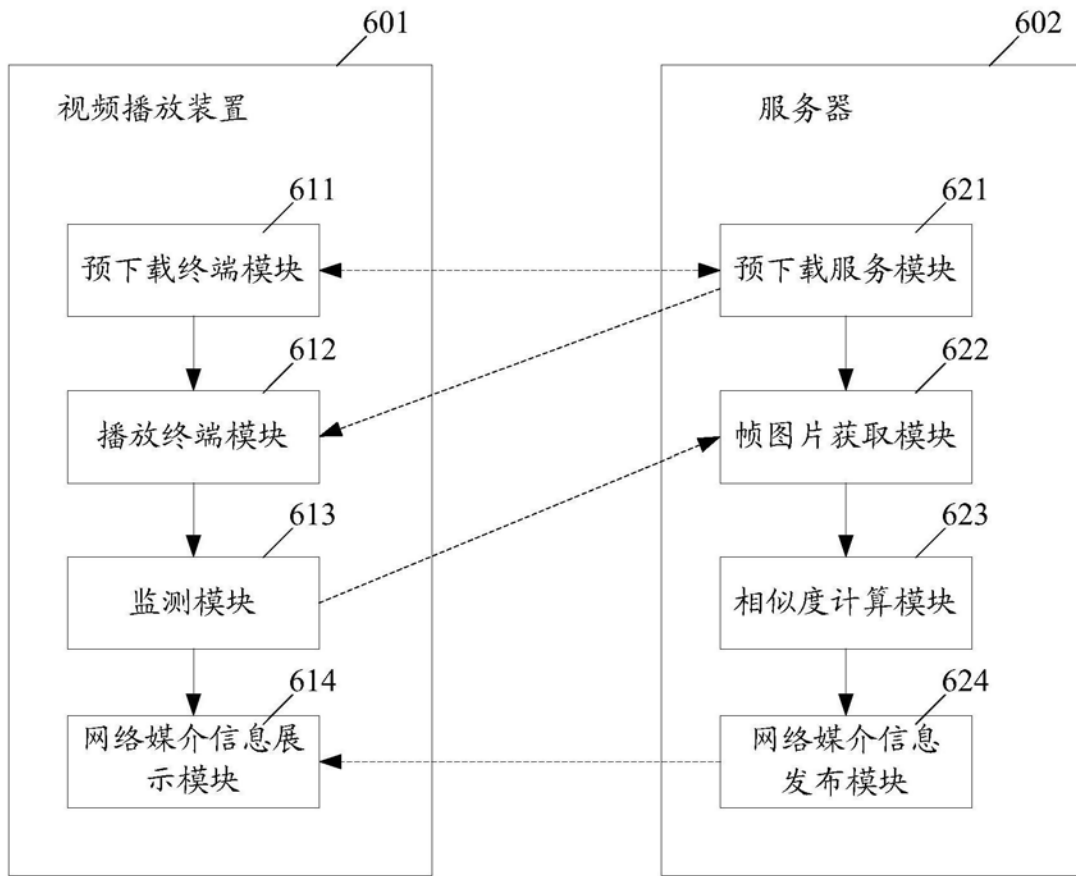 601
602
视频播放装置
服务器
611
621
预下载终端模块
预下载服务模块
612
622
播放终端模块
帧图片获取模块
613
623
监测模块
相似度计算模块
614
624
网络媒介信息展
示模块
网络媒介信息
发布模块